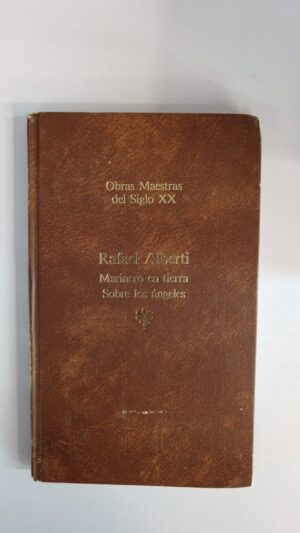 Obras Maestras
del Siglo XX
Rafael Alberti
Marinero en tierra
Sobre los ángeles